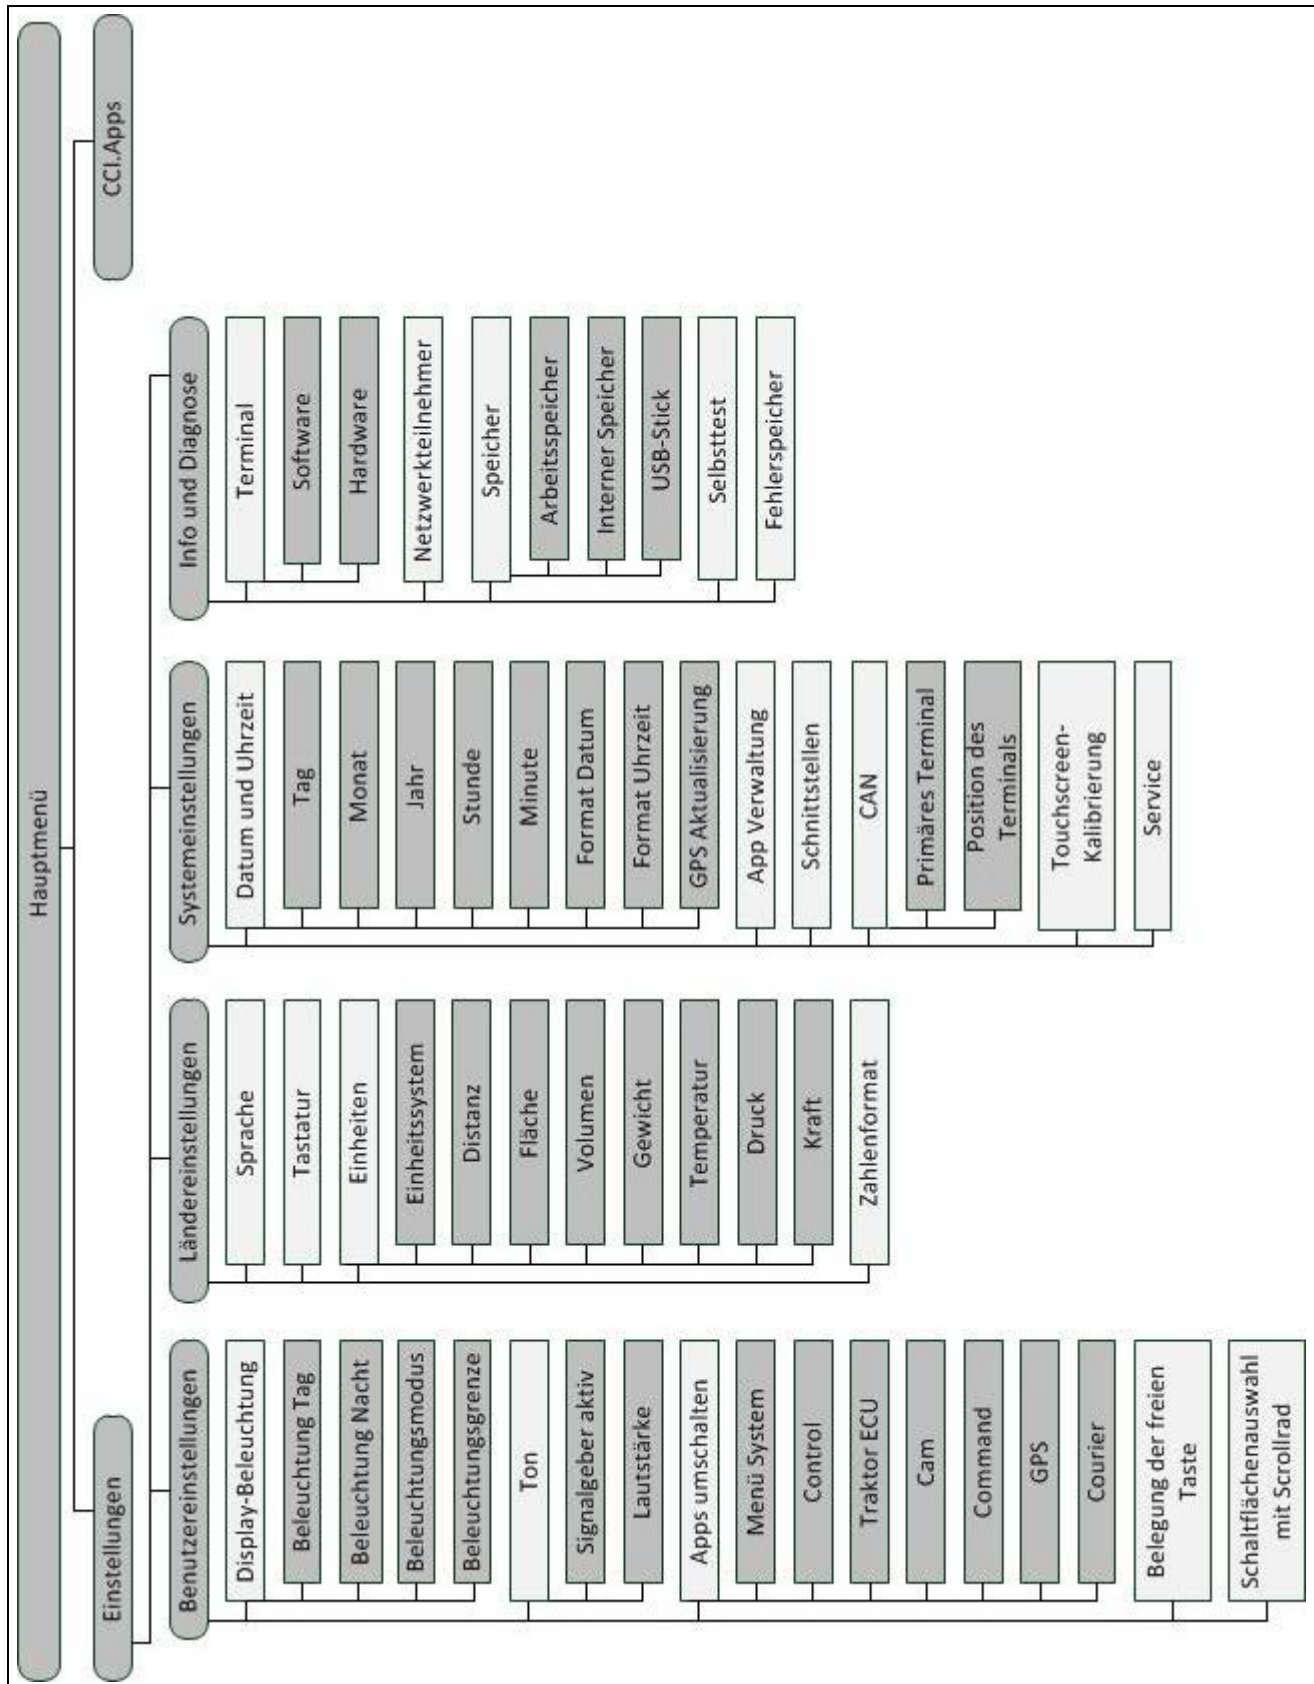 Hauptmenü
Einstellungen
CCI.Apps
Benutzereinstellungen
Display-Beleuchtung
Beleuchtung Tag
Beleuchtung Nacht
Beleuchtungsmodus
Beleuchtungsgrenze
Ton
Signalgeber aktiv
Lautstärke
Apps umschalten
Menü System
Control
Traktor ECU
Cam
Command
GPS
Courier
Belegung der freien
Taste
Schaltflächenauswahl
mit Scrollrad
Ländereinstellungen
Sprache
Tastatur
Einheiten
Einheitssystem
Distanz
Fläche
Volumen
Gewicht
Temperatur
Druck
Kraft
Zahlenformat
Systemeinstellungen
Datum und Uhrzeit
Tag
Monat
Jahr
Stunde
Minute
Format Datum
Format Uhrzeit
GPS Aktualisierung
App Verwaltung
Schnittstellen
CAN
Primäres Terminal
Position des
Terminals
Touchscreen-
Kalibrierung
Service
Info und Diagnose
Terminal
Software
Hardware
Netzwerkteilnehmer
Speicher
Arbeitsspeicher
Interner Speicher
USB-Stick
Selbsttest
Fehlerspeicher